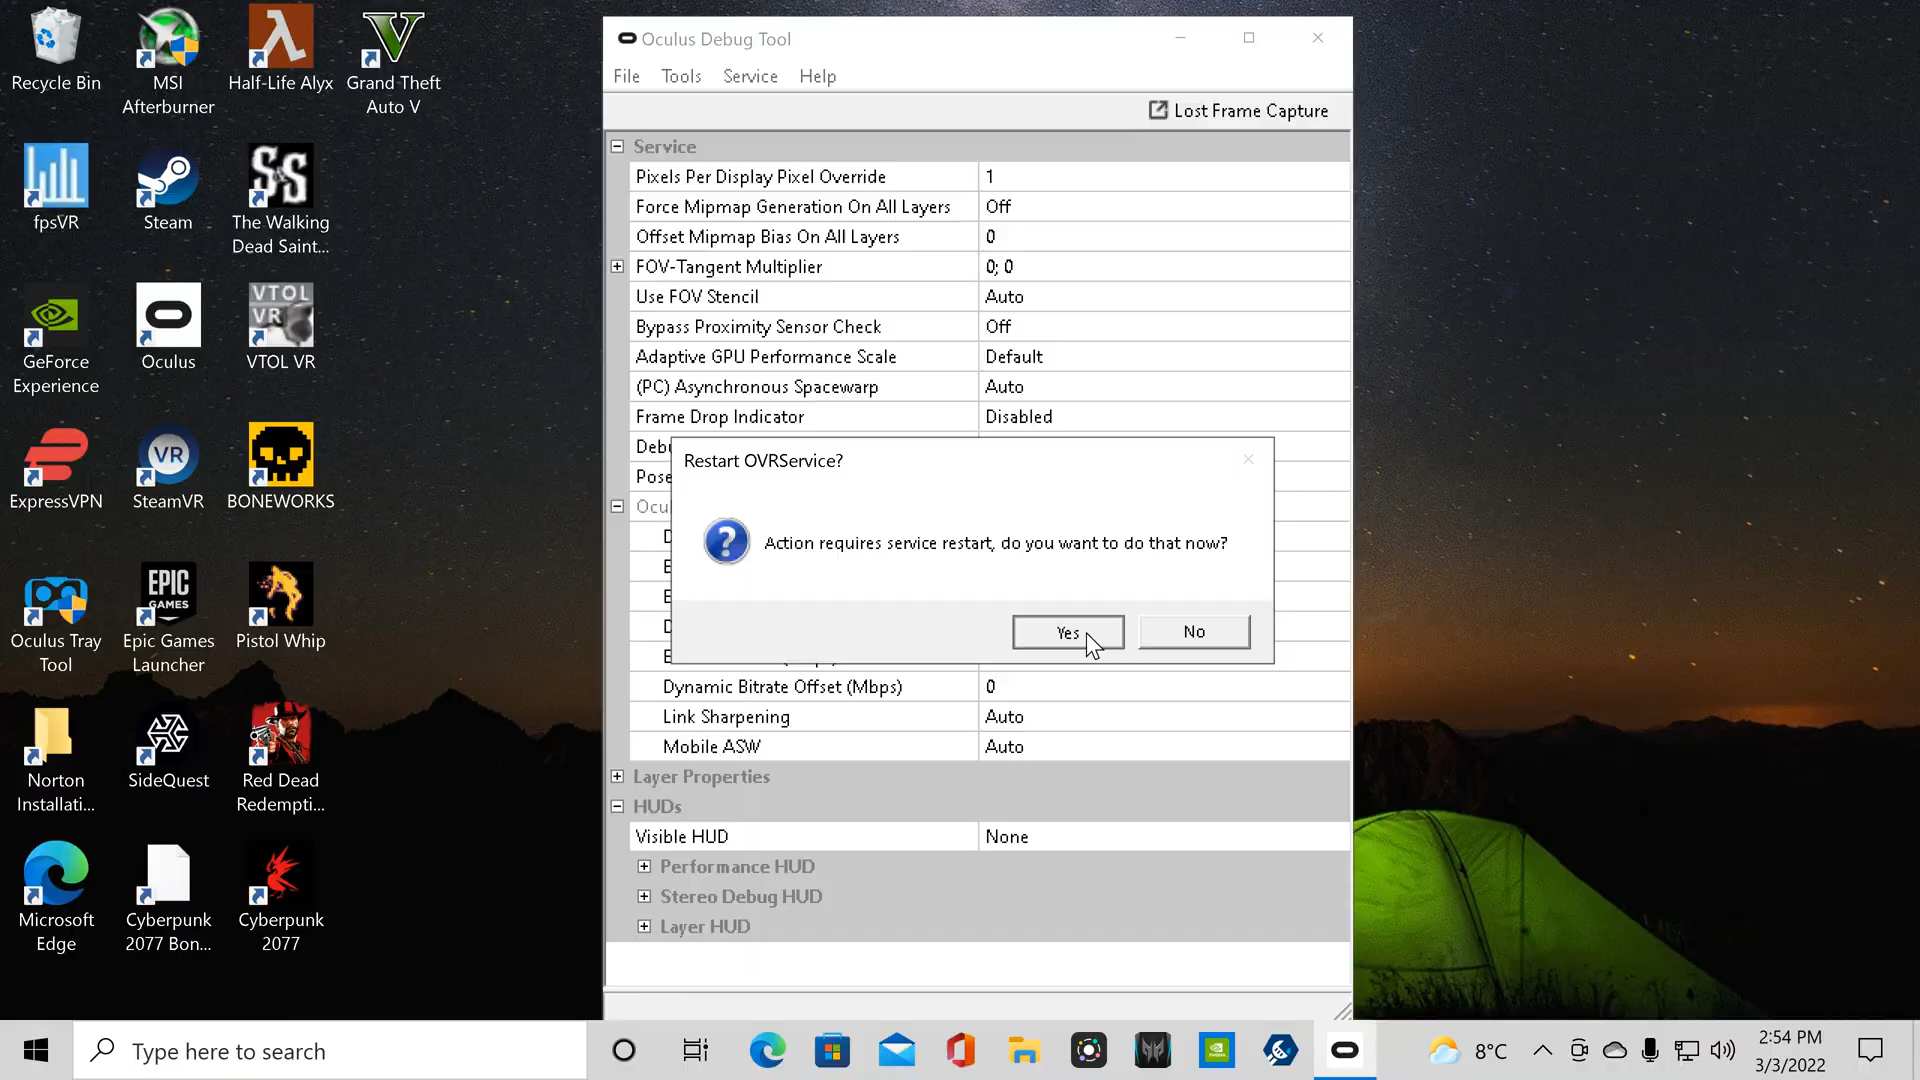 Recycle Bin
MSI
Afterburner
Half-Life Alyx
Grand Theft
Auto V
fpsVR
Steam
S&S
The Walking
Dead Saint...
GeForce
Experience
Oculus
VTOL
VR
VTOL VR
ExpressVPN
VR
SteamVR
BONEWORKS
Oculus Tray
Tool
EPIC
GAMES
Epic Games
Launcher
Pistol Whip
Norton
Installati...
SideQuest
Red Dead
Redempti...
Microsoft
Edge
Cyberpunk
2077 Bon...
Cyberpunk
2077
Oculus Debug Tool
File Tools Service Help
Lost Frame Capture
Service
Pixels Per Display Pixel Override 1
Force Mipmap Generation On All Layers Off
Offset Mipmap Bias On All Layers 0
FOV-Tangent Multiplier 0; 0
Use FOV Stencil Auto
Bypass Proximity Sensor Check Off
Adaptive GPU Performance Scale Default
(PC) Asynchronous Spacewarp Auto
Frame Drop Indicator Disabled
Debu
Pose
Ocu
Restart OVRService?
Action requires service restart, do you want to do that now?
Yes No
Dynamic Bitrate Offset (Mbps) 0
Link Sharpening Auto
Mobile ASW Auto
Layer Properties
HUDs
Visible HUD None
Performance HUD
Stereo Debug HUD
Layer HUD
Type here to search
8°C
2:54 PM
3/3/2022